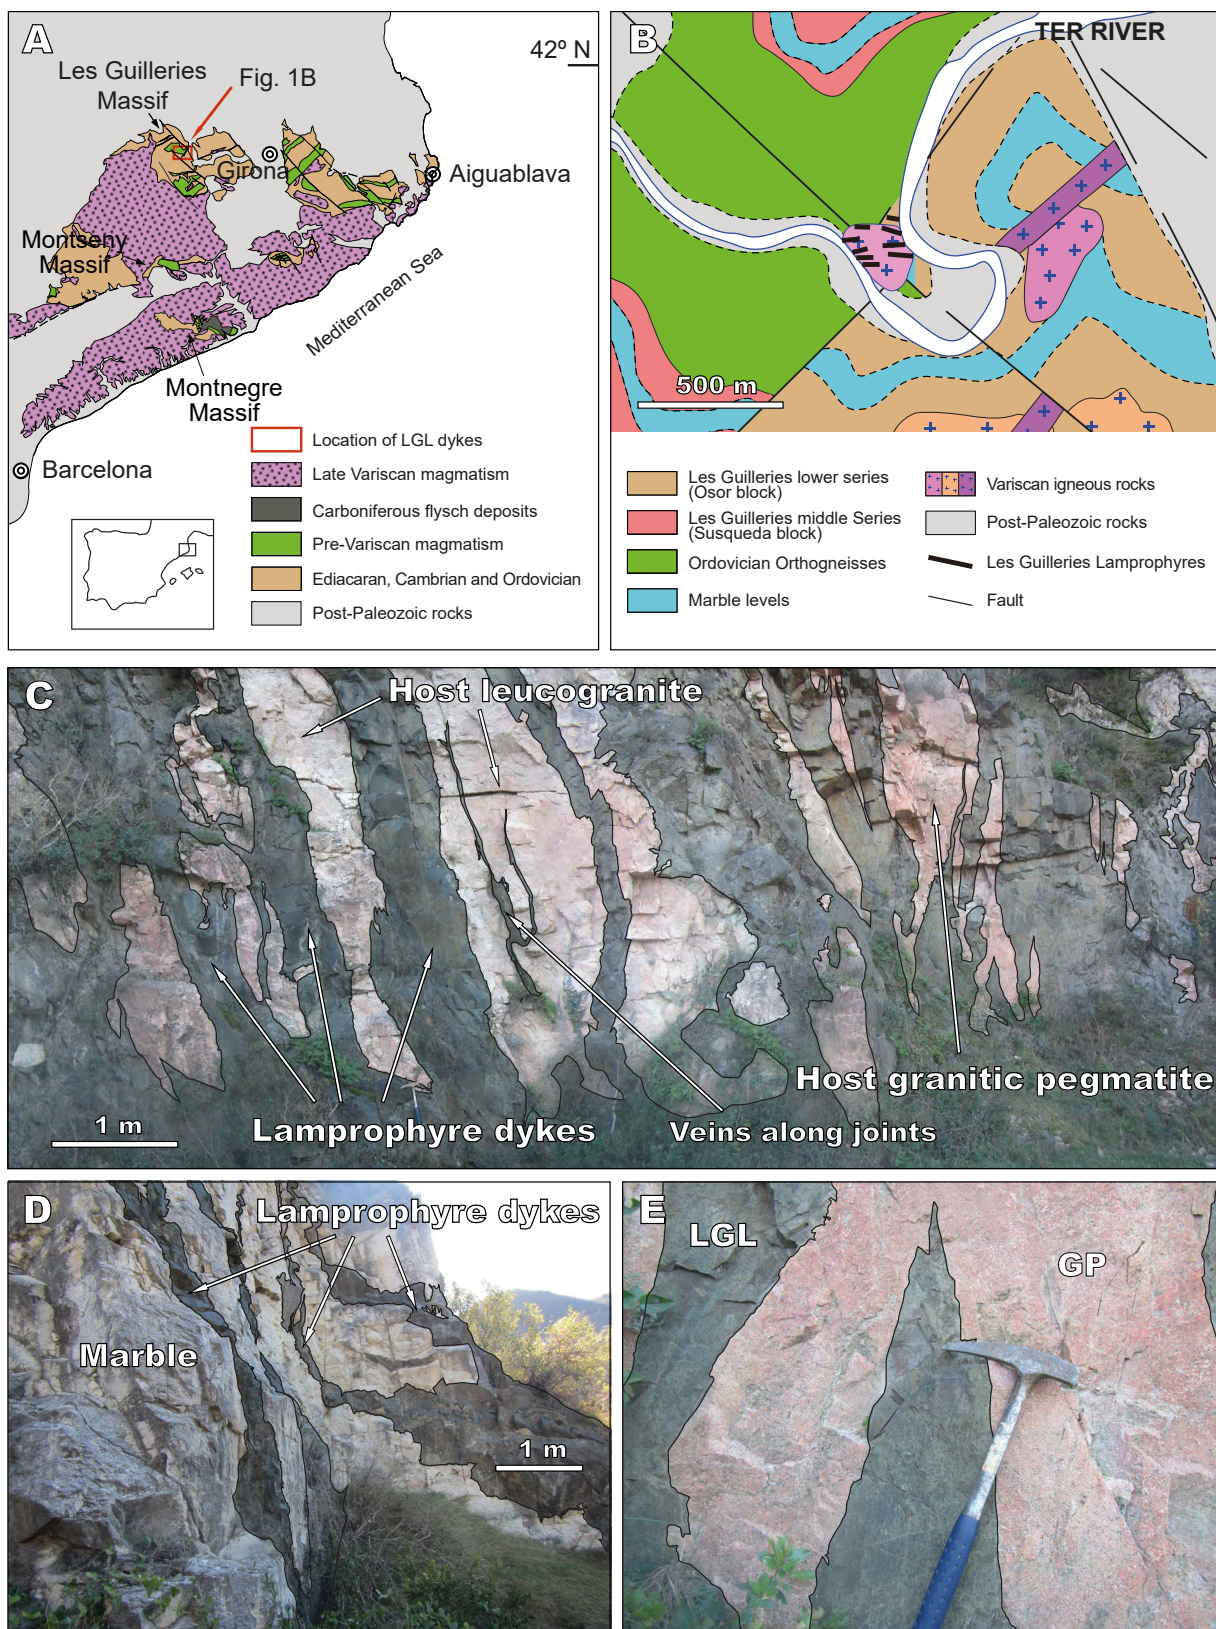 A
42º N
Les Guilleries
Massif
Fig. 1B
Girona
Aiguablava
Montseny
Massif
Mediterranean Sea
Montnegre
Massif
Barcelona
Location of LGL dykes
Late Variscan magmatism
Carboniferous flysch deposits
Pre-Variscan magmatism
Ediacaran, Cambrian and Ordovician
Post-Paleozoic rocks
B
TER RIVER
500 m
Les Guilleries lower series
(Osor block)
Les Guilleries middle Series
(Susqueda block)
Ordovician Orthogneisses
Marble levels
Variscan igneous rocks
Post-Paleozoic rocks
Les Guilleries Lamprophyres
Fault
C
Host leucogranite
Host granitic pegmatite
1 m
Lamprophyre dykes
Veins along joints
D
Lamprophyre dykes
Marble
1 m
E
LGL
GP